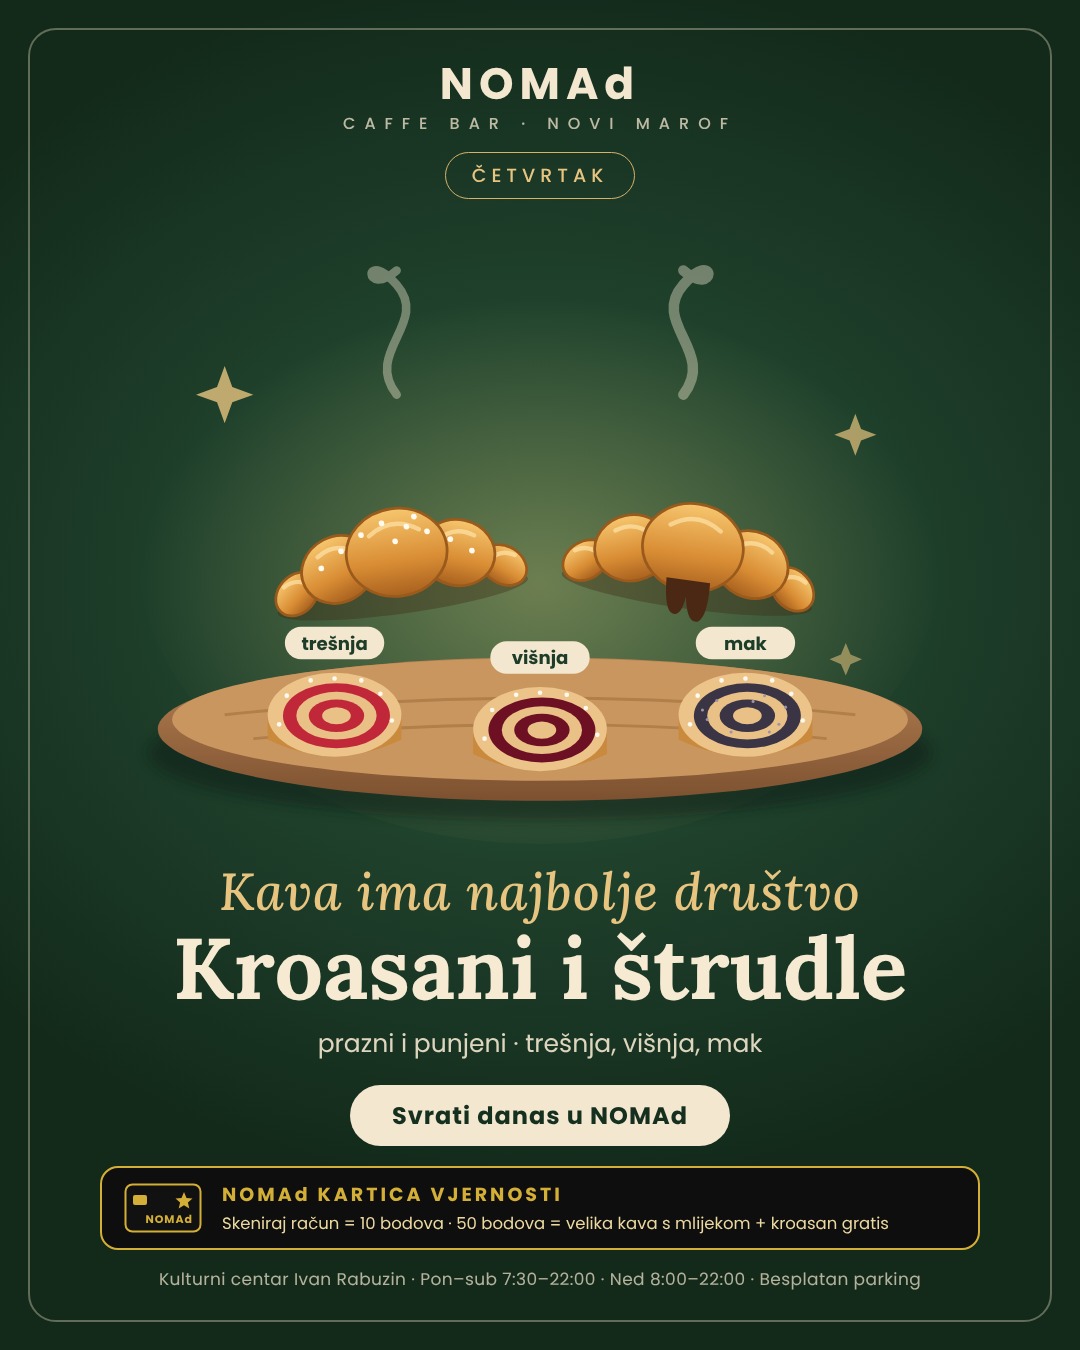 NOMAd
CAFFE BAR · NOVI MAROF
ČETVRTAK
trešnja
višnja
mak
Kava ima najbolje društvo
Kroasani i štrudle
prazni i punjeni · trešnja, višnja, mak
Svrati danas u NOMAd
NOMAd
NOMAd KARTICA VJERNOSTI
Skeniraj račun = 10 bodova · 50 bodova = velika kava s mlijekom + kroasan gratis
Kulturni centar Ivan Rabuzin · Pon–sub 7:30–22:00 · Ned 8:00–22:00 · Besplatan parking